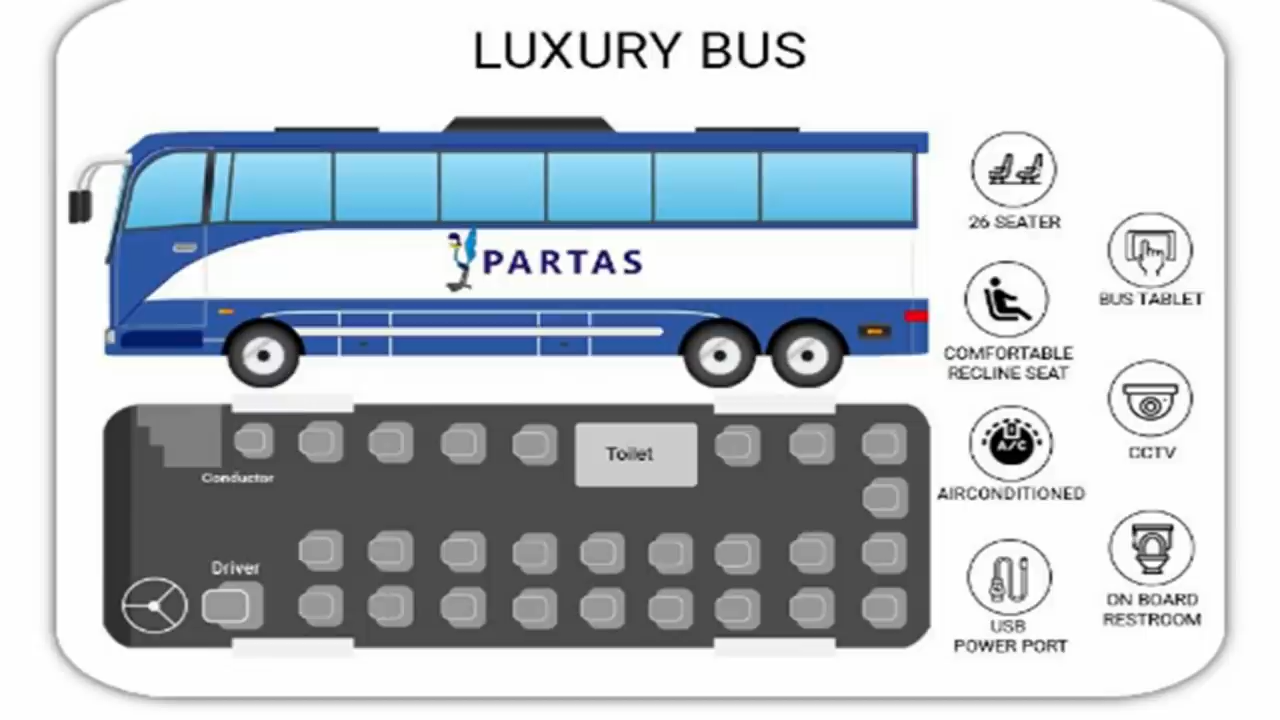 LUXURY BUS
PARTAS
26 SEATER
BUS TABLET
COMFORTABLE
RECLINE SEAT
A/C
AIRCONDITIONED
CCTV
USB
POWER PORT
ON BOARD
RESTROOM
Toilet
Conductor
Driver